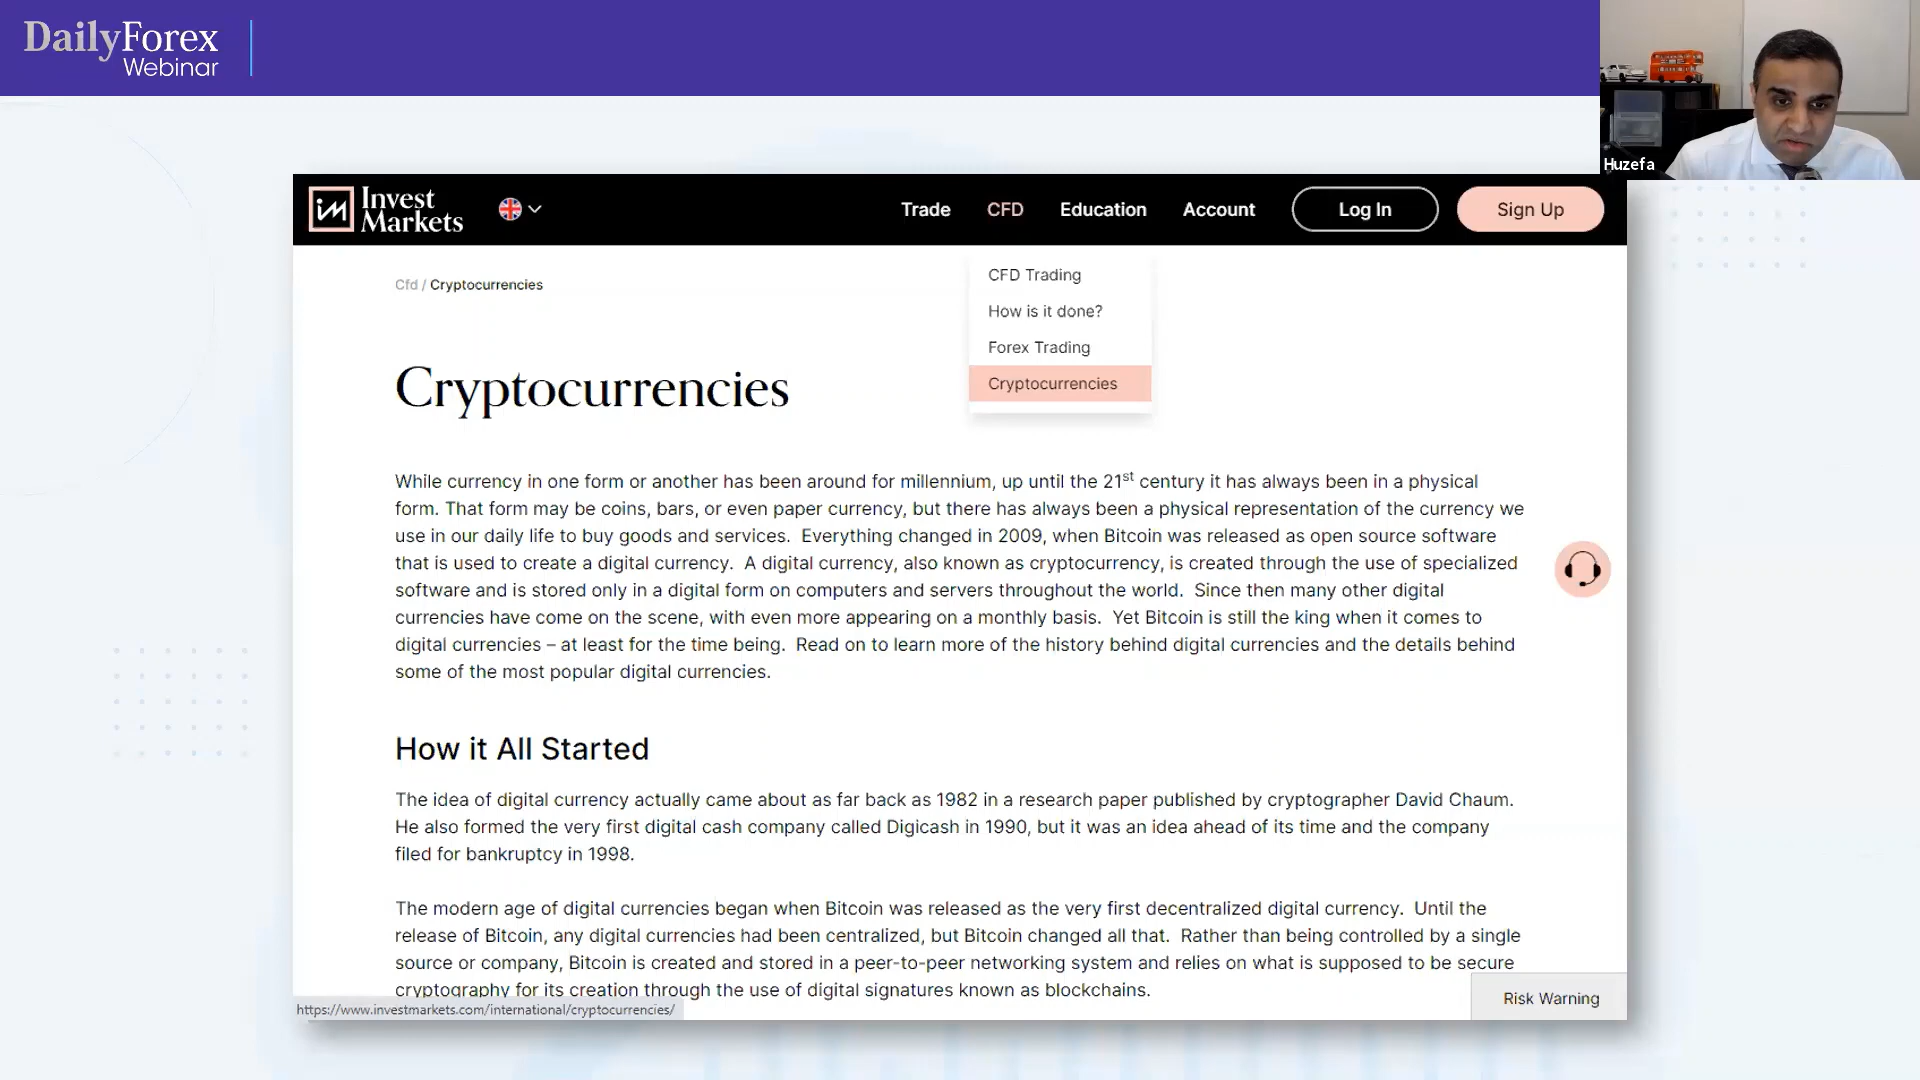 DailyForex
Webinar
Huzefa
Invest
Markets
Trade
CFD
Education
Account
Log In
Sign Up
Cfd / Cryptocurrencies
CFD Trading
How is it done?
Forex Trading
Cryptocurrencies
Cryptocurrencies
While currency in one form or another has been around for millennium, up until the 21st century it has always been in a physical
form. That form may be coins, bars, or even paper currency, but there has always been a physical representation of the currency we
use in our daily life to buy goods and services. Everything changed in 2009, when Bitcoin was released as open source software
that is used to create a digital currency. A digital currency, also known as cryptocurrency, is created through the use of specialized
software and is stored only in a digital form on computers and servers throughout the world. Since then many other digital
currencies have come on the scene, with even more appearing on a monthly basis. Yet Bitcoin is still the king when it comes to
digital currencies – at least for the time being. Read on to learn more of the history behind digital currencies and the details behind
some of the most popular digital currencies.
How it All Started
The idea of digital currency actually came about as far back as 1982 in a research paper published by cryptographer David Chaum.
He also formed the very first digital cash company called Digicash in 1990, but it was an idea ahead of its time and the company
filed for bankruptcy in 1998.
The modern age of digital currencies began when Bitcoin was released as the very first decentralized digital currency. Until the
release of Bitcoin, any digital currencies had been centralized, but Bitcoin changed all that. Rather than being controlled by a single
source or company, Bitcoin is created and stored in a peer-to-peer networking system and relies on what is supposed to be secure
cryptography for its creation through the use of digital signatures known as blockchains.
Risk Warning
https://www.investmarkets.com/international/cryptocurrencies/